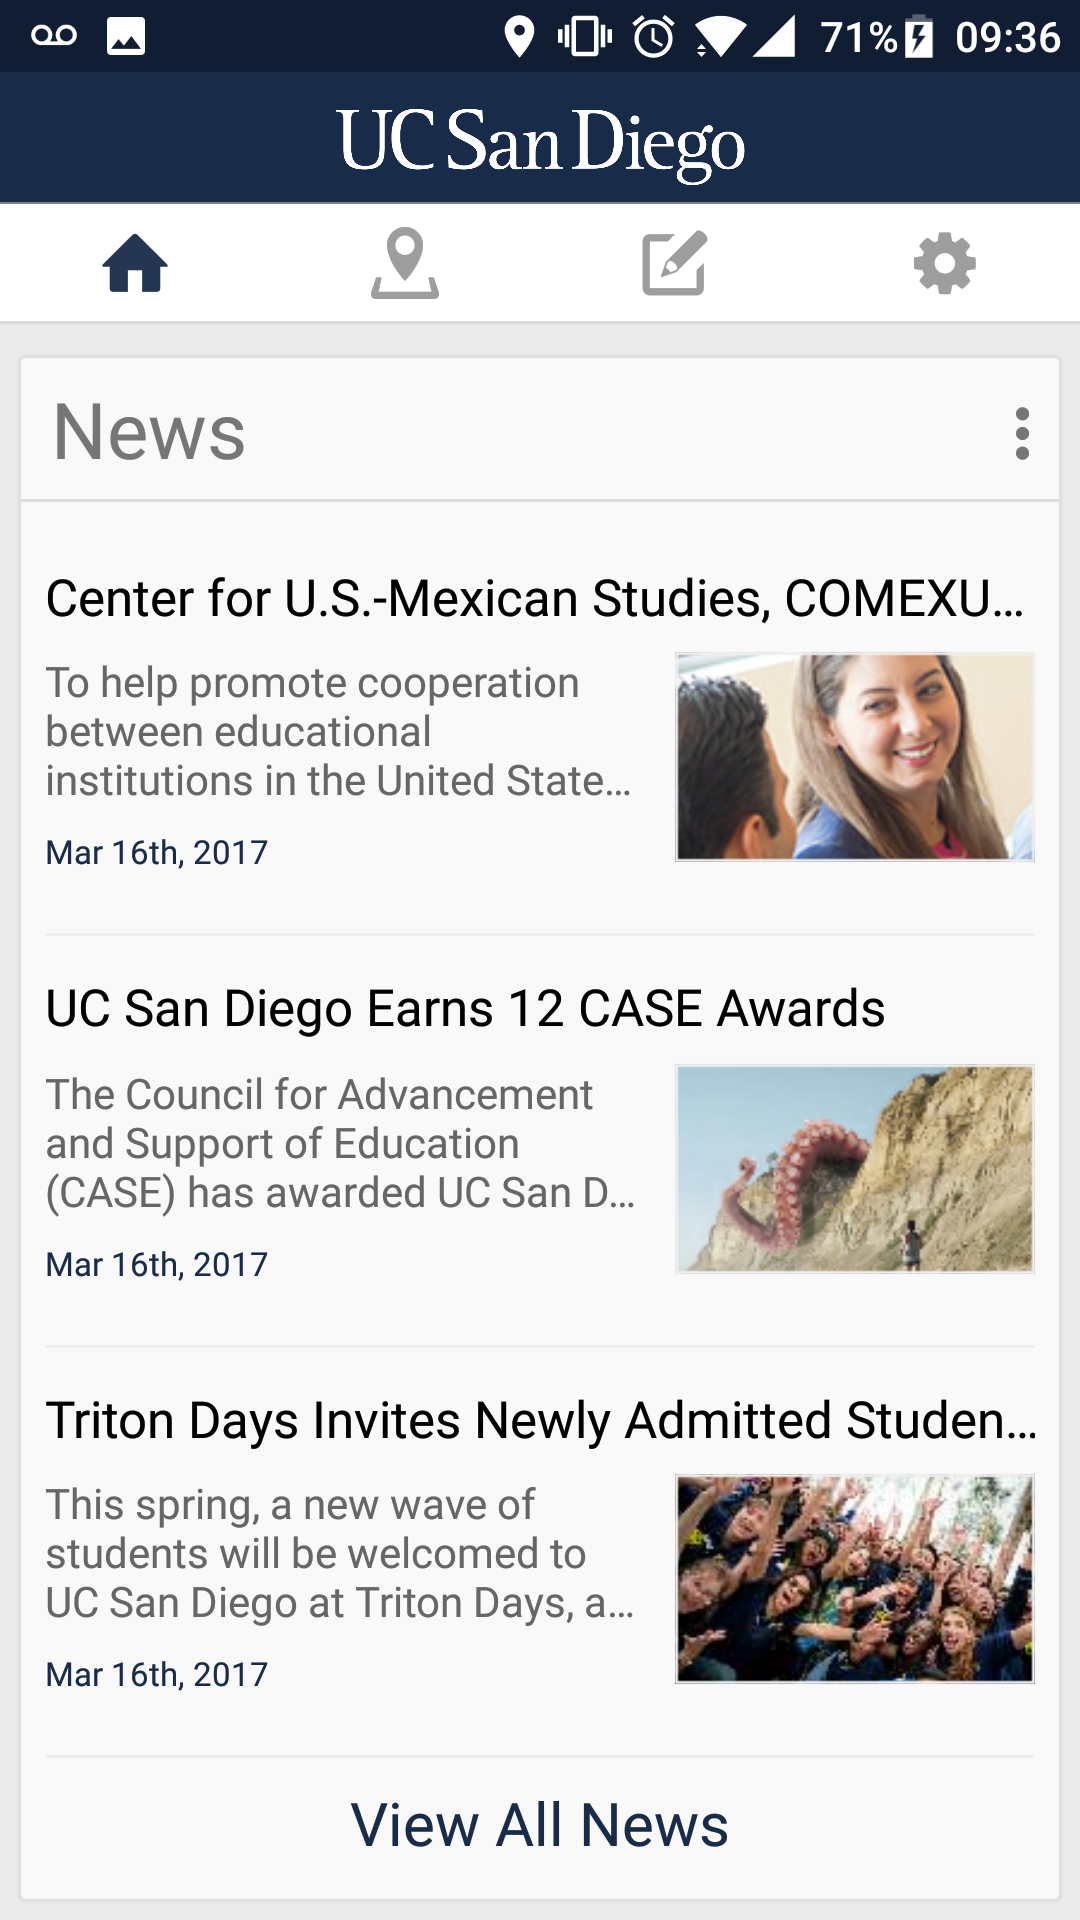 71% 09:36
UC San Diego
News
Center for U.S.-Mexican Studies, COMEXU...
To help promote cooperation
between educational
institutions in the United State...
Mar 16th, 2017
UC San Diego Earns 12 CASE Awards
The Council for Advancement
and Support of Education
(CASE) has awarded UC San D...
Mar 16th, 2017
Triton Days Invites Newly Admitted Studen...
This spring, a new wave of
students will be welcomed to
UC San Diego at Triton Days, a...
Mar 16th, 2017
View All News